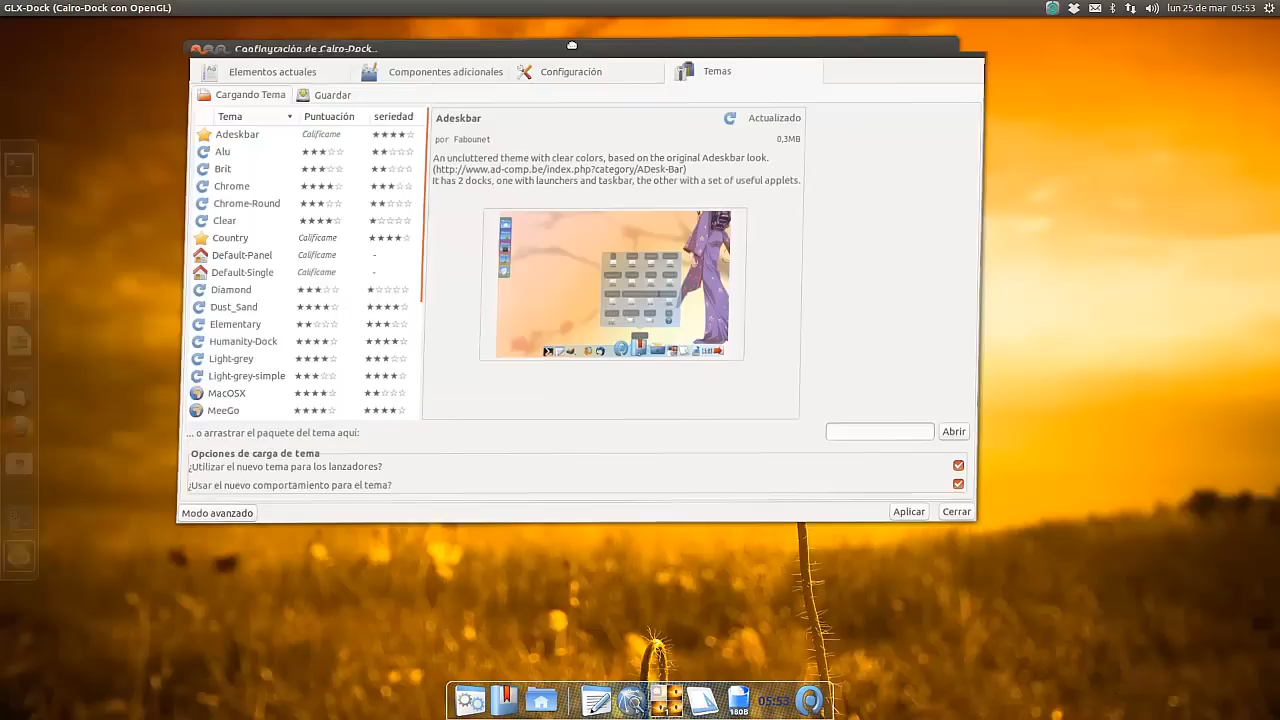 GLX-Dock (Cairo-Dock con OpenGL)
lun 25 de mar 05:53
Configuración de Cairo-Dock...
Elementos actuales
Componentes adicionales
Configuración
Temas
Cargando Tema
Guardar
Tema Puntuación seriedad
Adeskbar Califícame
Alu
Brit
Chrome
Chrome-Round
Clear
Country Califícame
Default-Panel Califícame -
Default-Single Califícame -
Diamond
Dust_Sand
Elementary
Humanity-Dock
Light-grey
Light-grey-simple
MacOSX
MeeGo
Adeskbar
Actualizado
por Fabounet
0,3MB
An uncluttered theme with clear colors, based on the original Adeskbar look.
(http://www.ad-comp.be/index.php?category/ADesk-Bar)
It has 2 docks, one with launchers and taskbar, the other with a set of useful applets.
... o arrastrar el paquete del tema aquí:
Abrir
Opciones de carga de tema
¿Utilizar el nuevo tema para los lanzadores?
¿Usar el nuevo comportamiento para el tema?
Modo avanzado
Aplicar
Cerrar
180B
05:53